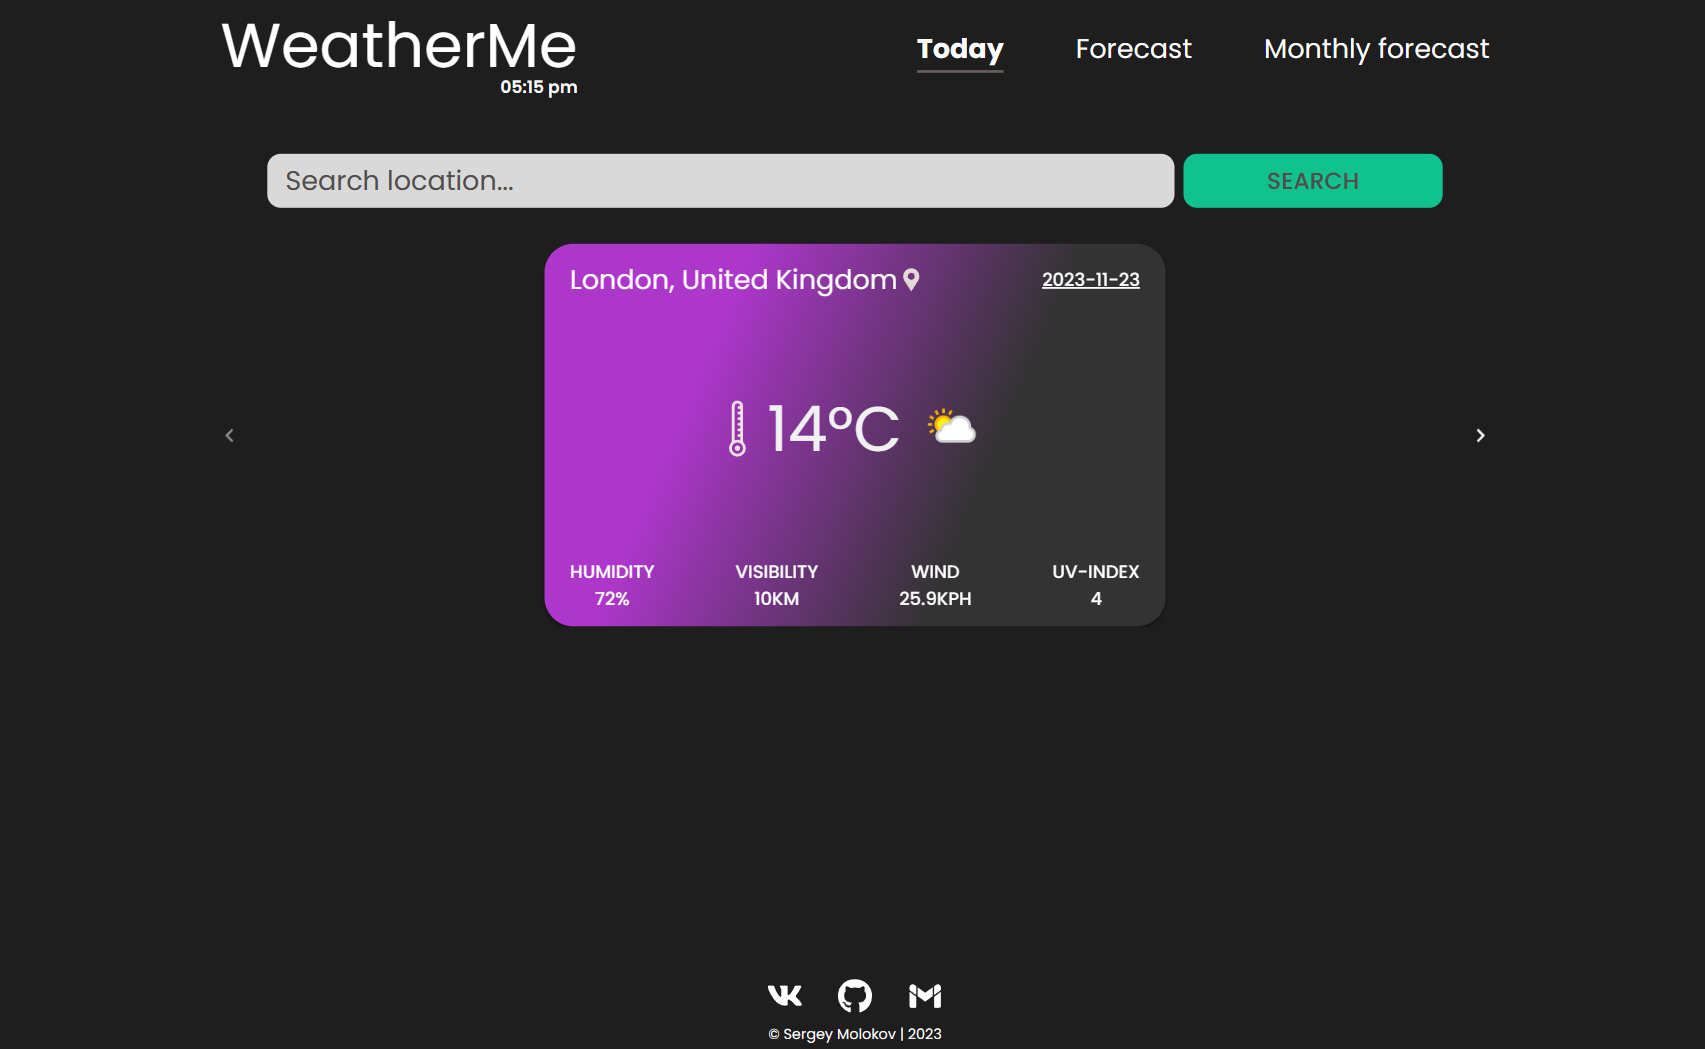 WeatherMe
05:15 pm
Today
Forecast
Monthly forecast
Search location...
SEARCH
London, United Kingdom
2023-11-23
14°C
HUMIDITY
72%
VISIBILITY
10KM
WIND
25.9KPH
UV-INDEX
4
© Sergey Molokov | 2023